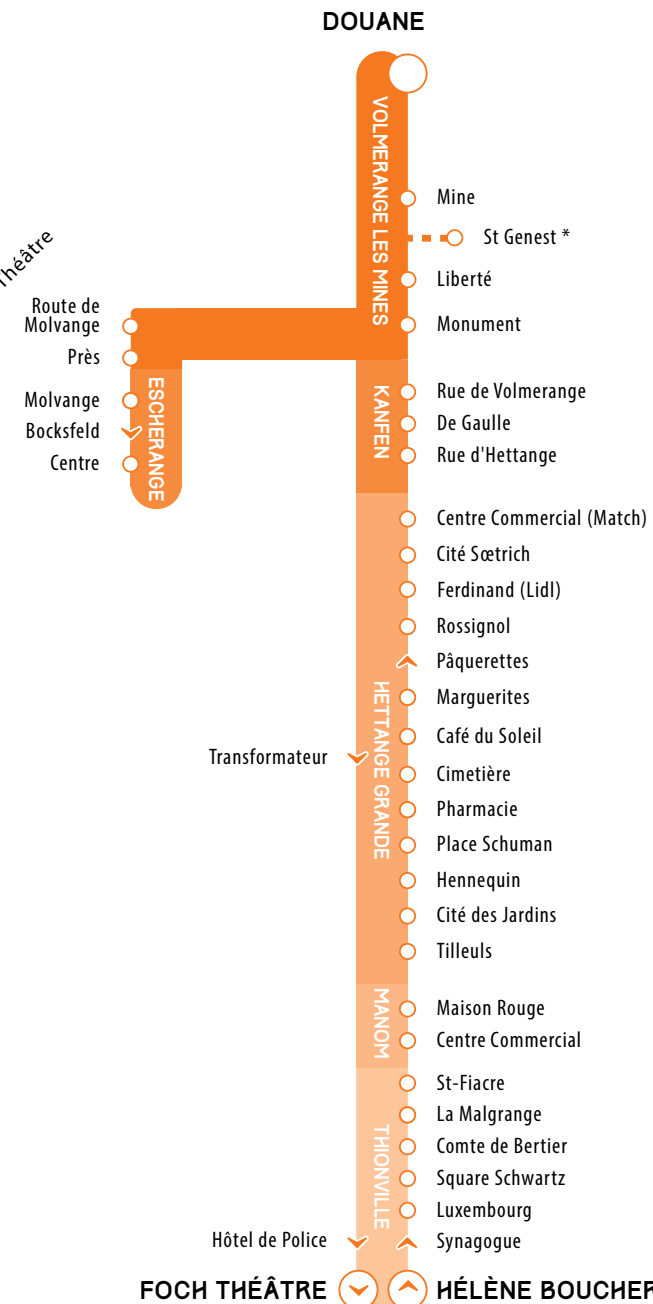 DOUANE
VOLMERANGE LES MINES
Mine
St Genest *
Liberté
Monument
Théâtre
Route de
Molvange
Près
ESCHERANGE
Molvange
Bocksfeld
Centre
KANFEN
Rue de Volmerange
De Gaulle
Rue d'Hettange
HETTANGE GRANDE
Centre Commercial (Match)
Cité Sœtrich
Ferdinand (Lidl)
Rossignol
Pâquerettes
Marguerites
Café du Soleil
Transformateur
Cimetière
Pharmacie
Place Schuman
Hennequin
Cité des Jardins
Tilleuls
MANOM
Maison Rouge
Centre Commercial
THIONVILLE
St-Fiacre
La Malgrange
Comte de Bertier
Square Schwartz
Luxembourg
Hôtel de Police
Synagogue
FOCH THÉÂTRE
HÉLÈNE BOUCHER